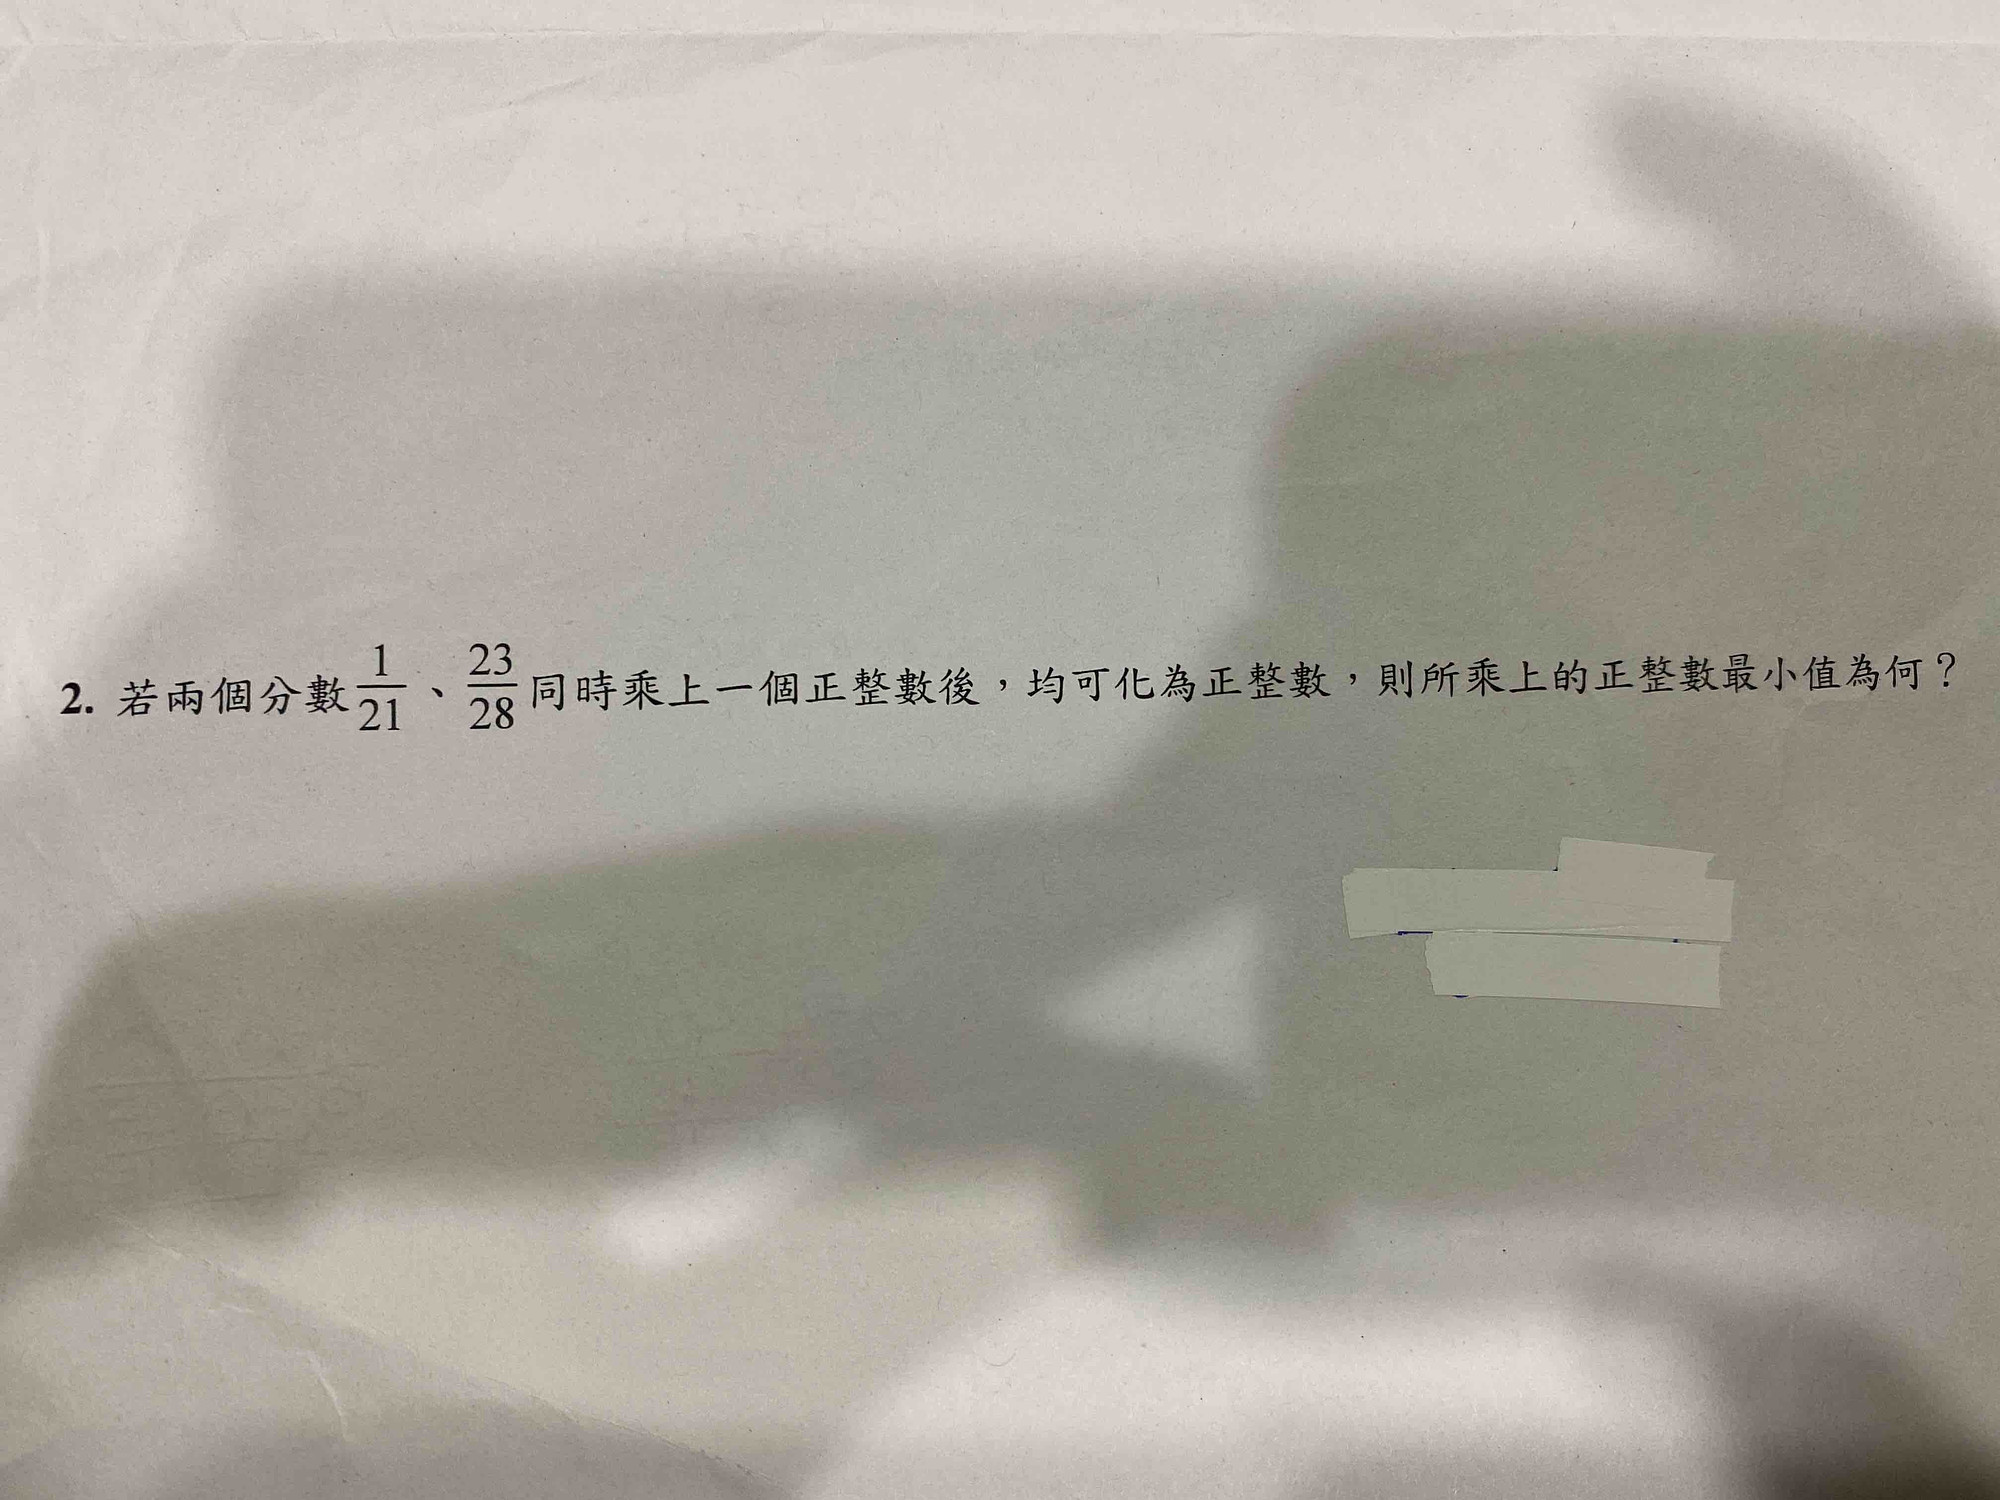 2. 若兩個分數 1/21、23/28 同時乘上一個正整數後,均可化為正整數,則所乘上的正整數最小值為何?